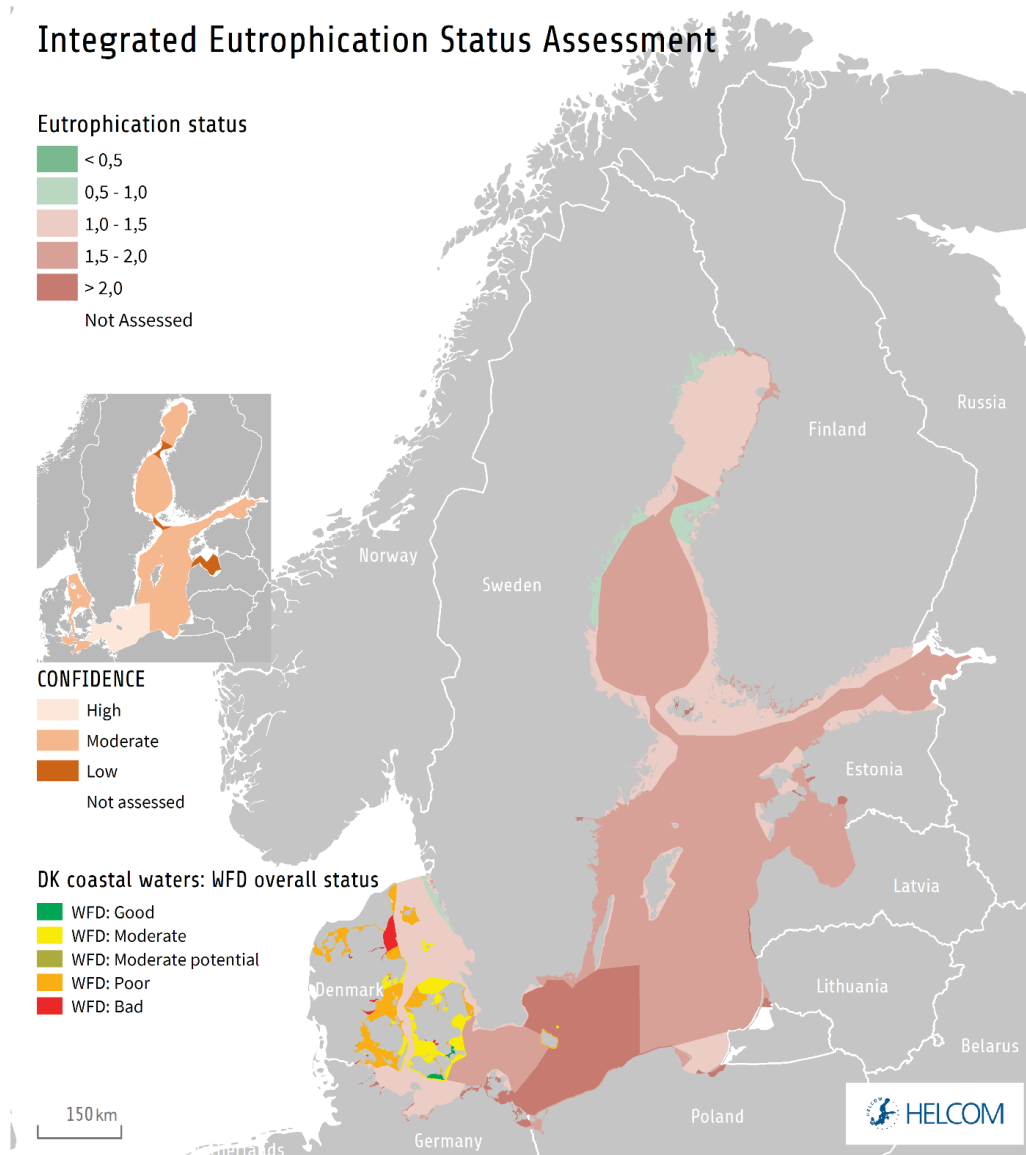 Integrated Eutrophication Status Assessment
Eutrophication status
< 0,5
0,5 - 1,0
1,0 - 1,5
1,5 - 2,0
> 2,0
Not Assessed
CONFIDENCE
High
Moderate
Low
Not assessed
DK coastal waters: WFD overall status
WFD: Good
WFD: Moderate
WFD: Moderate potential
WFD: Poor
WFD: Bad
150 km
Norway
Sweden
Finland
Russia
Estonia
Latvia
Lithuania
Belarus
Denmark
Poland
Germany
HELCOM
HELCOM